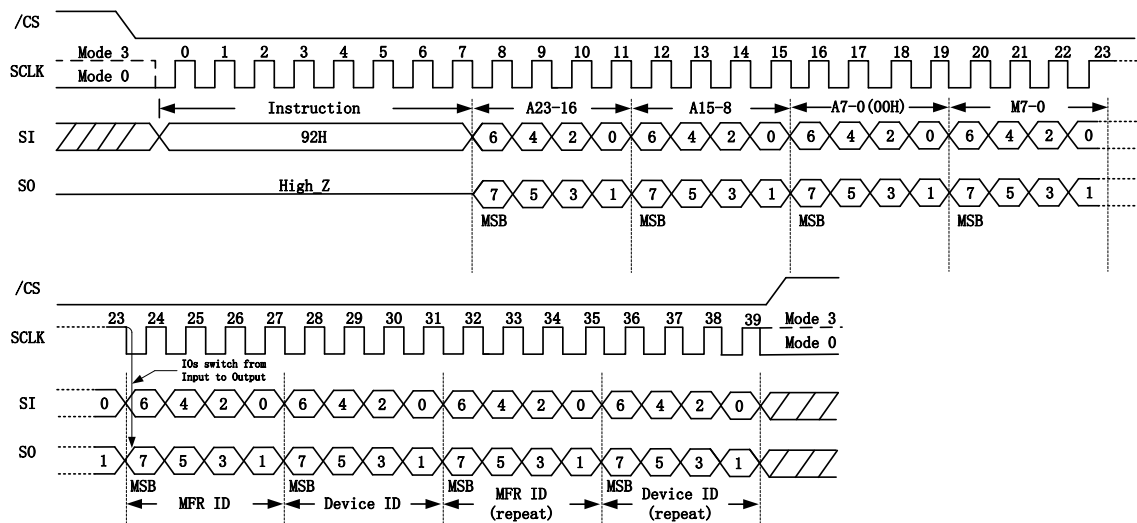 /CS
Mode 3 0 1 2 3 4 5 6 7 8 9 10 11 12 13 14 15 16 17 18 19 20 21 22 23
SCLK Mode 0
Instruction A23-16 A15-8 A7-0(00H) M7-0
SI 92H 6 4 2 0 6 4 2 0 6 4 2 0 6 4 2 0
SO High_Z 7 5 3 1 7 5 3 1 7 5 3 1 7 5 3 1
MSB MSB MSB MSB
/CS
23 24 25 26 27 28 29 30 31 32 33 34 35 36 37 38 39 Mode 3
SCLK Mode 0
IOs switch from
Input to Output
SI 0 6 4 2 0 6 4 2 0 6 4 2 0 6 4 2 0
SO 1 7 5 3 1 7 5 3 1 7 5 3 1 7 5 3 1
MSB MSB MSB MSB
MFR ID Device ID MFR ID Device ID
(repeat) (repeat)